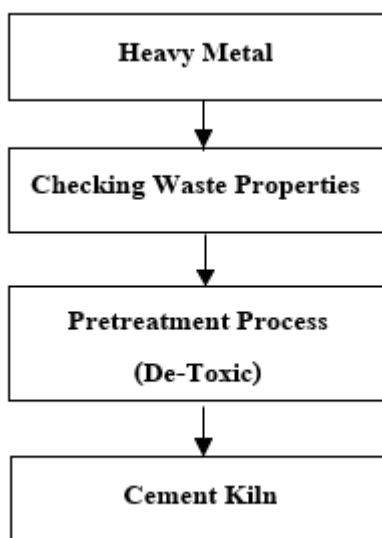 Heavy Metal
Checking Waste Properties
Pretreatment Process
(De-Toxic)
Cement Kiln